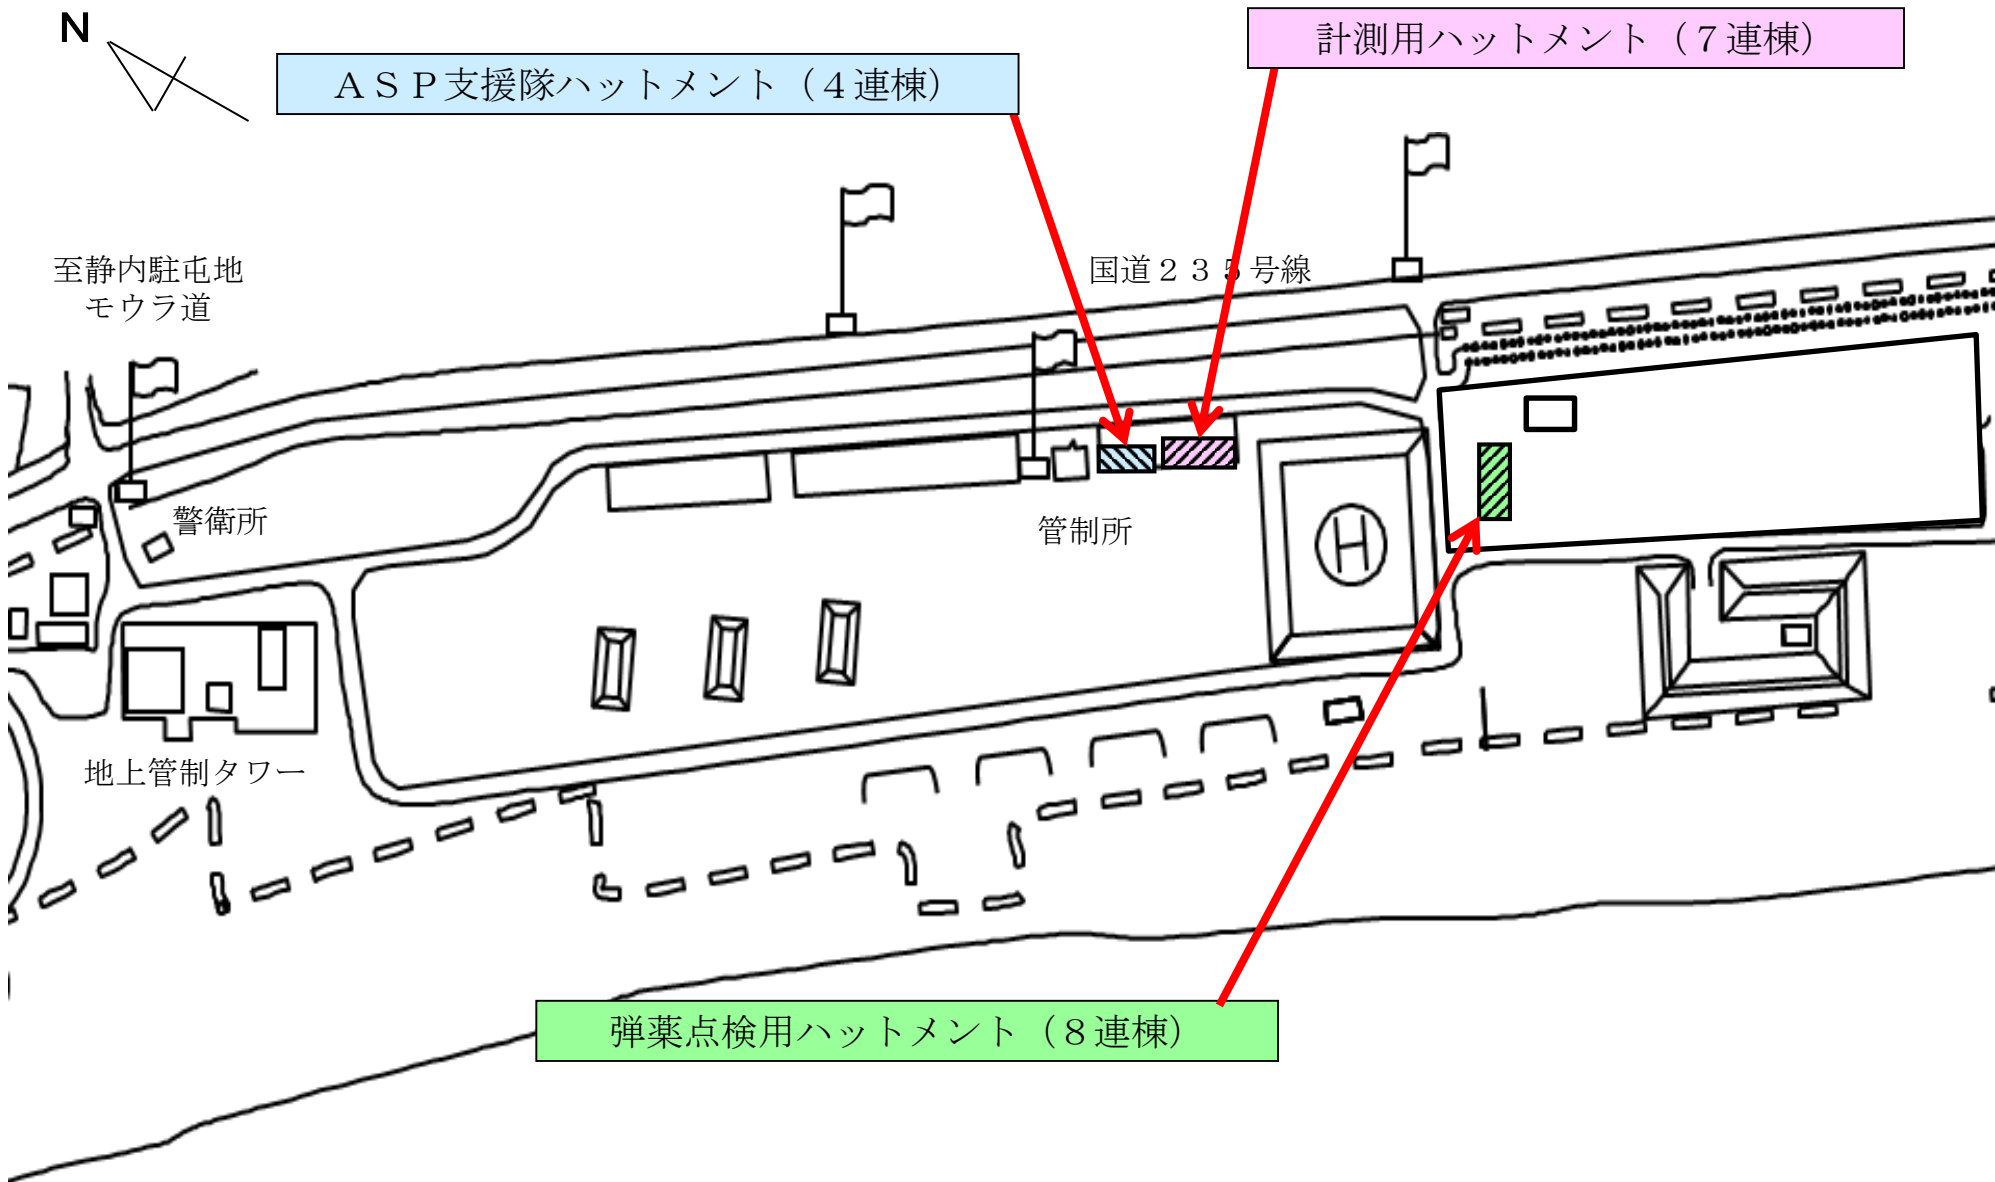 N
計測用ハットメント（７連棟）
ＡＳＰ支援隊ハットメント（４連棟）
至静内駐屯地
モウラ道
国道２３５号線
警衛所
管制所
H
地上管制タワー
弾薬点検用ハットメント（８連棟）